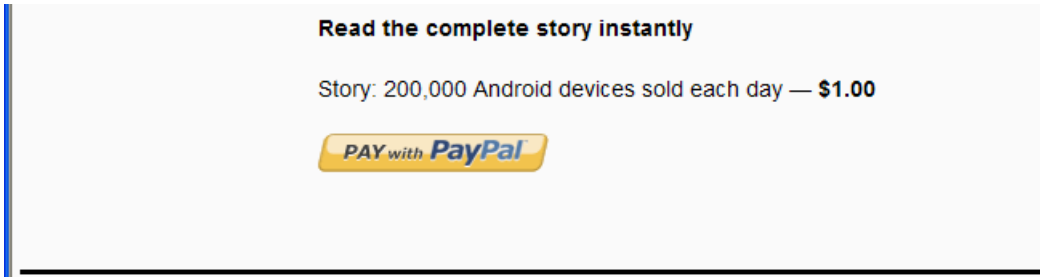 Read the complete story instantly
Story: 200,000 Android devices sold each day — $1.00
PAY with PayPal